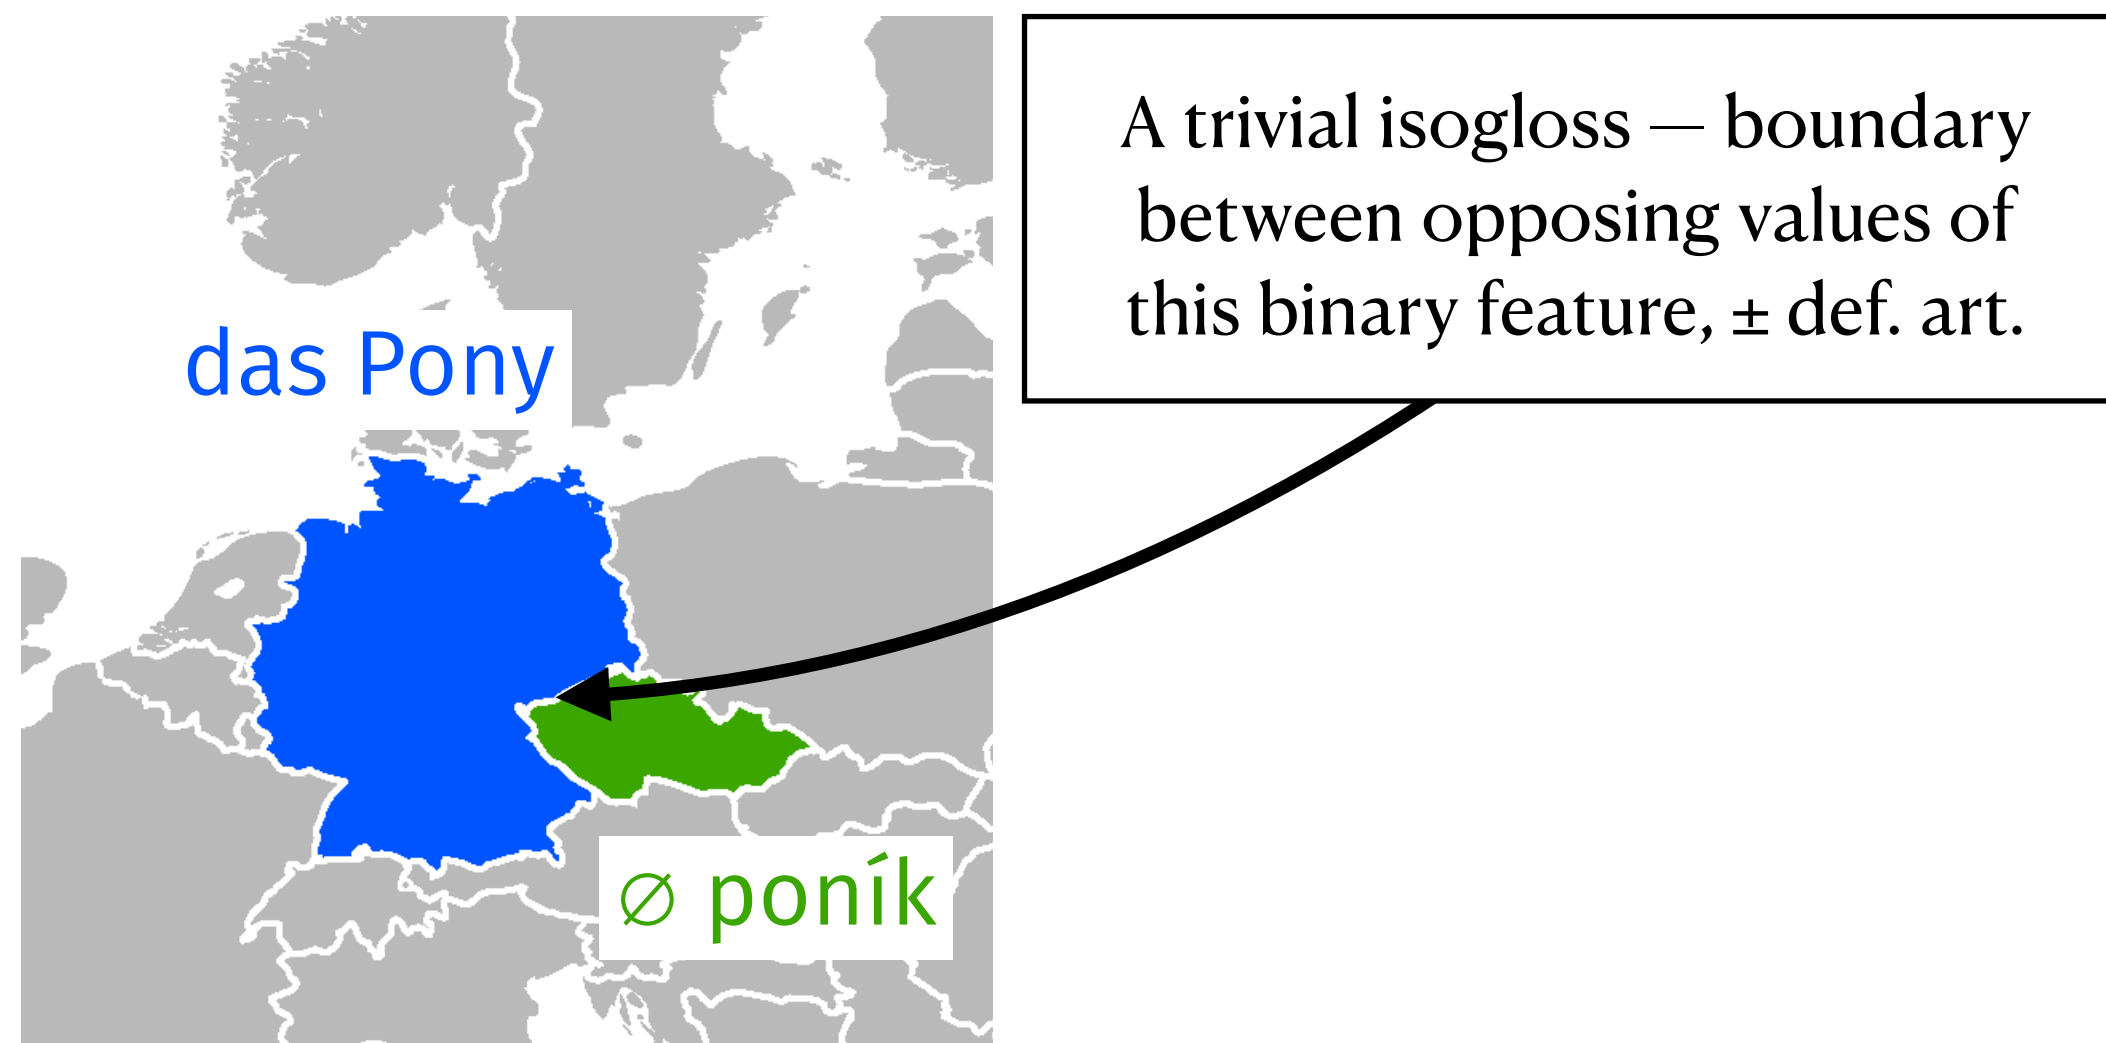 A trivial isogloss — boundary
between opposing values of
this binary feature, ± def. art.
das Pony
∅ poník